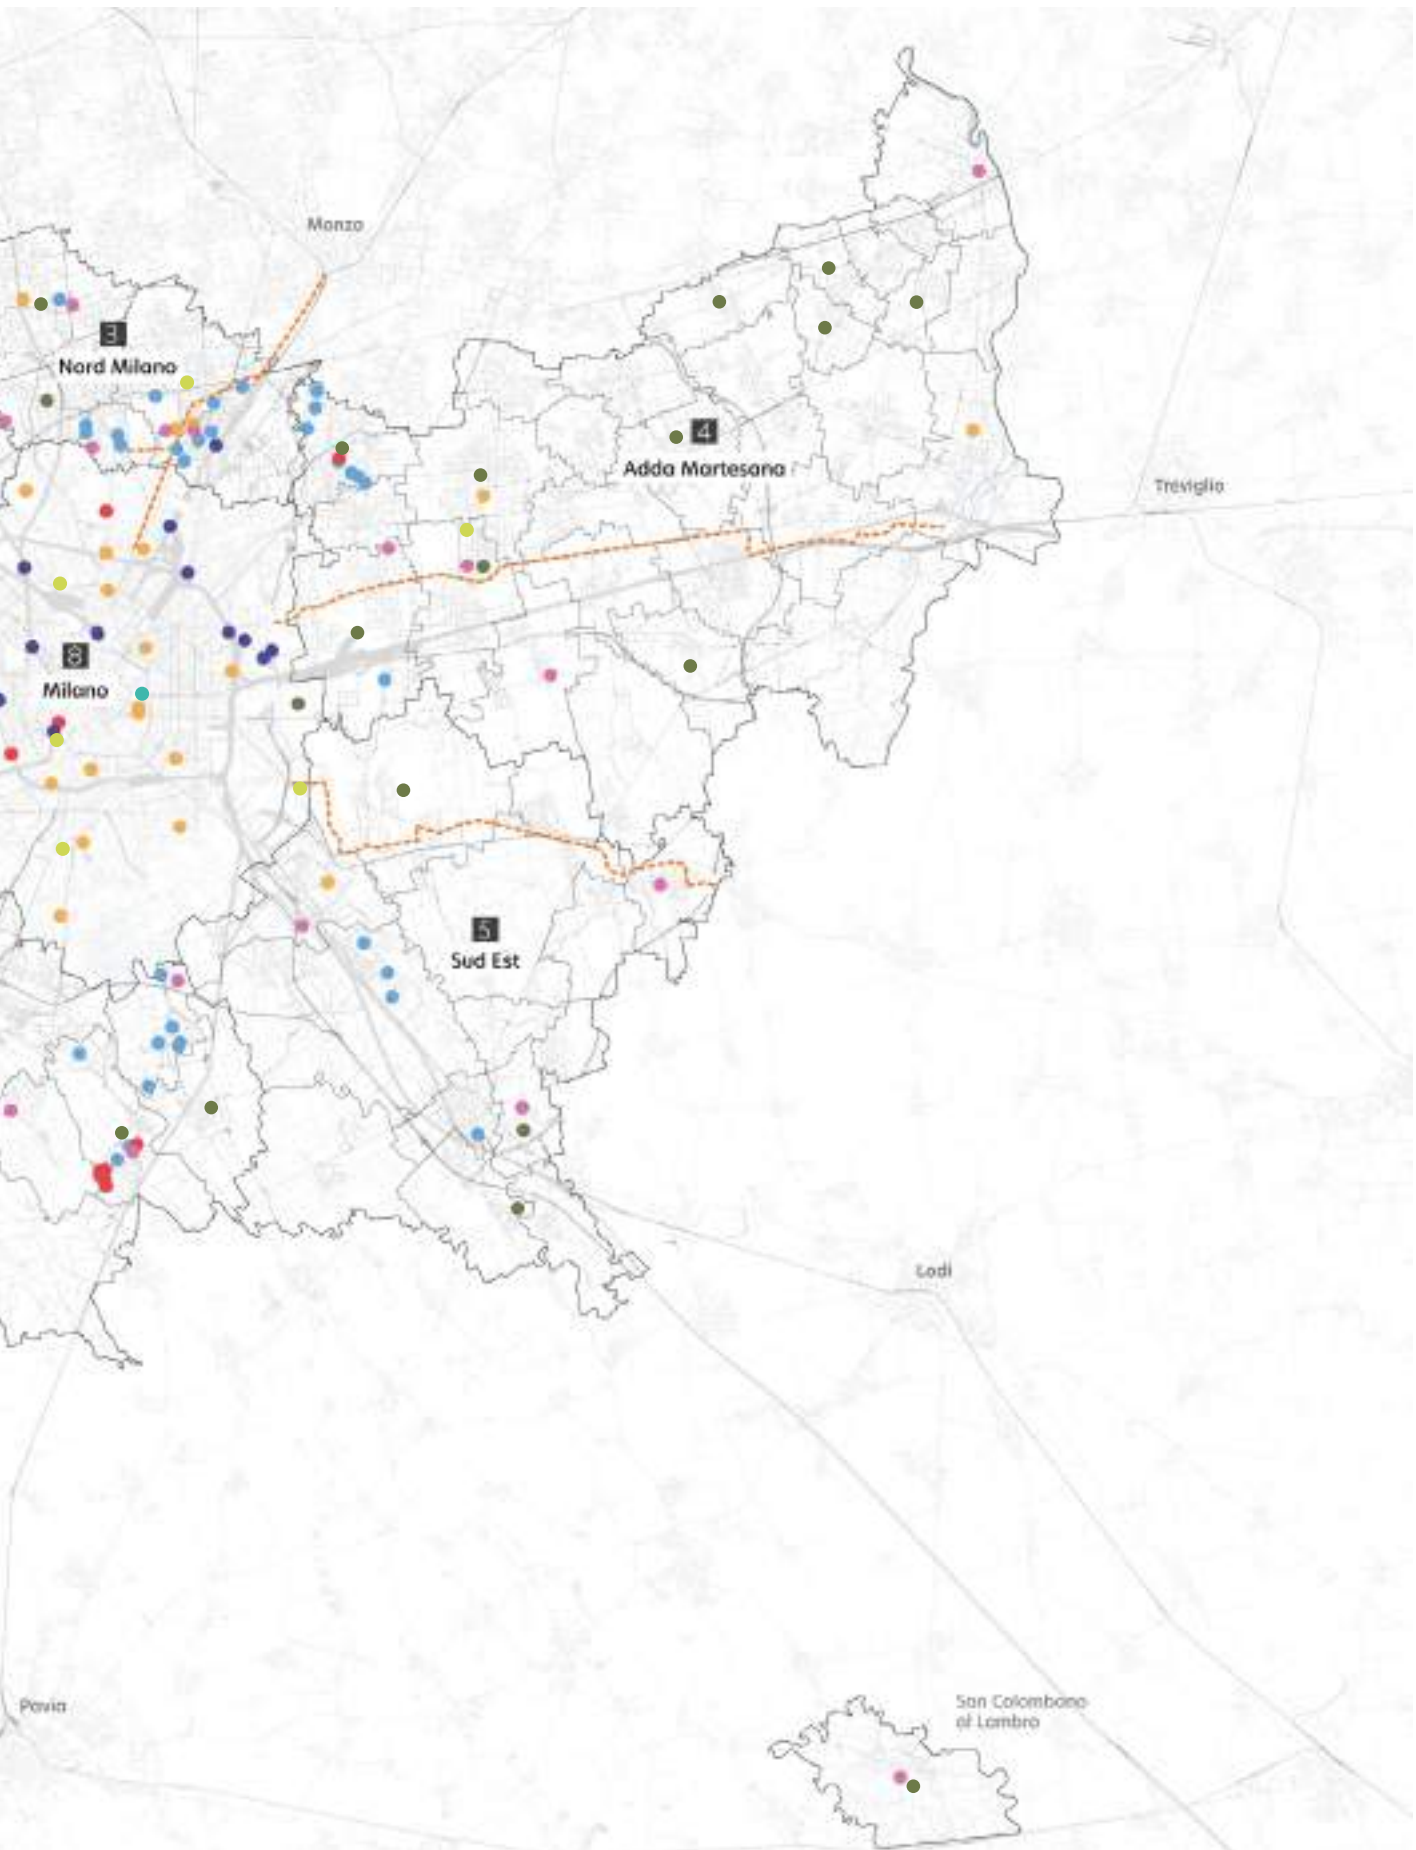 Monza
3
Nord Milano
4
Adda Martesana
Treviglio
8
Milano
5
Sud Est
Lodi
Pavia
San Colombano
al Lambro